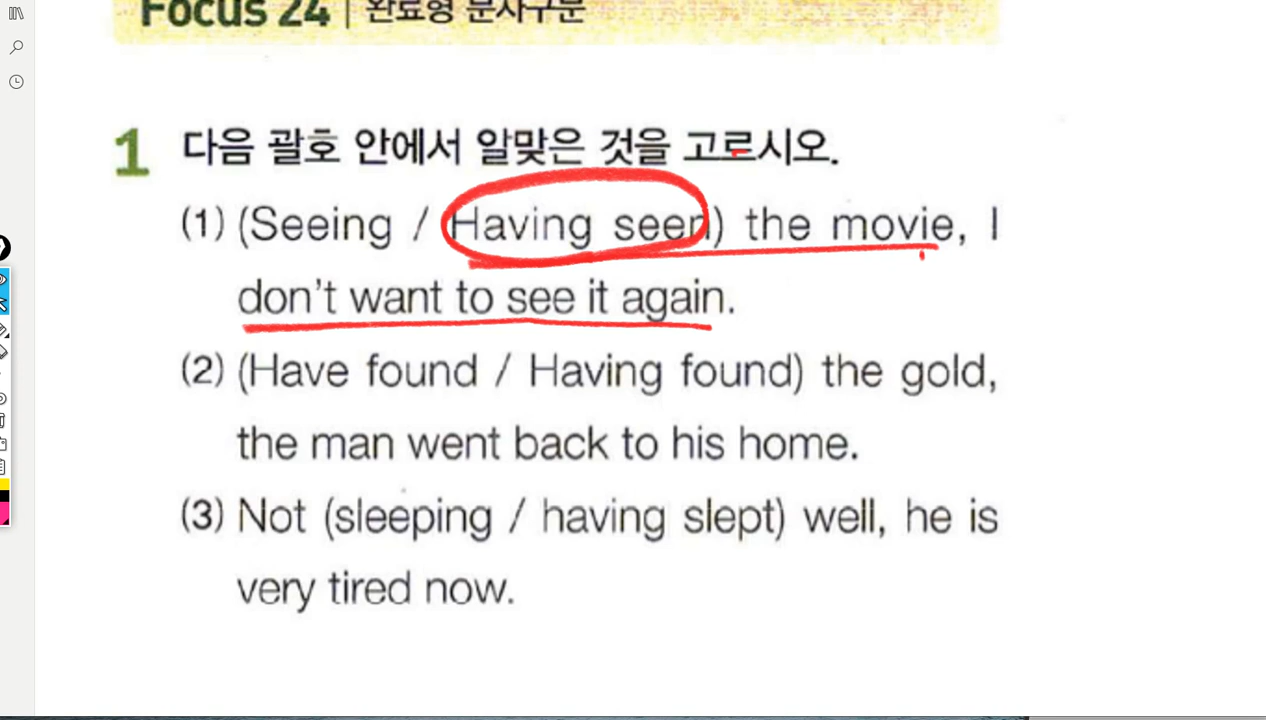 Focus 24 | 완료형 분사구문
1 다음 괄호 안에서 알맞은 것을 고르시오.
(1) (Seeing / Having seen) the movie, I
don't want to see it again.
(2) (Have found / Having found) the gold,
the man went back to his home.
(3) Not (sleeping / having slept) well, he is
very tired now.